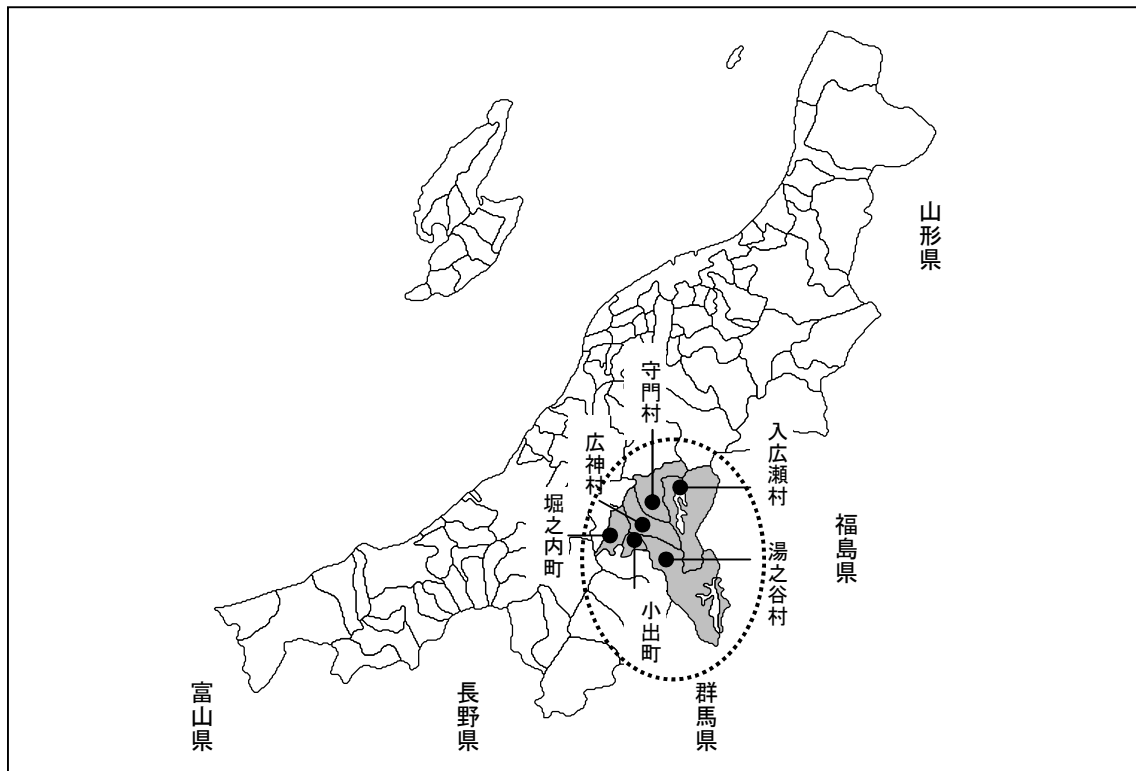 山形県
守門村
入広瀬村
広神村
堀之内町
福島県
湯之谷村
小出町
富山県
長野県
群馬県